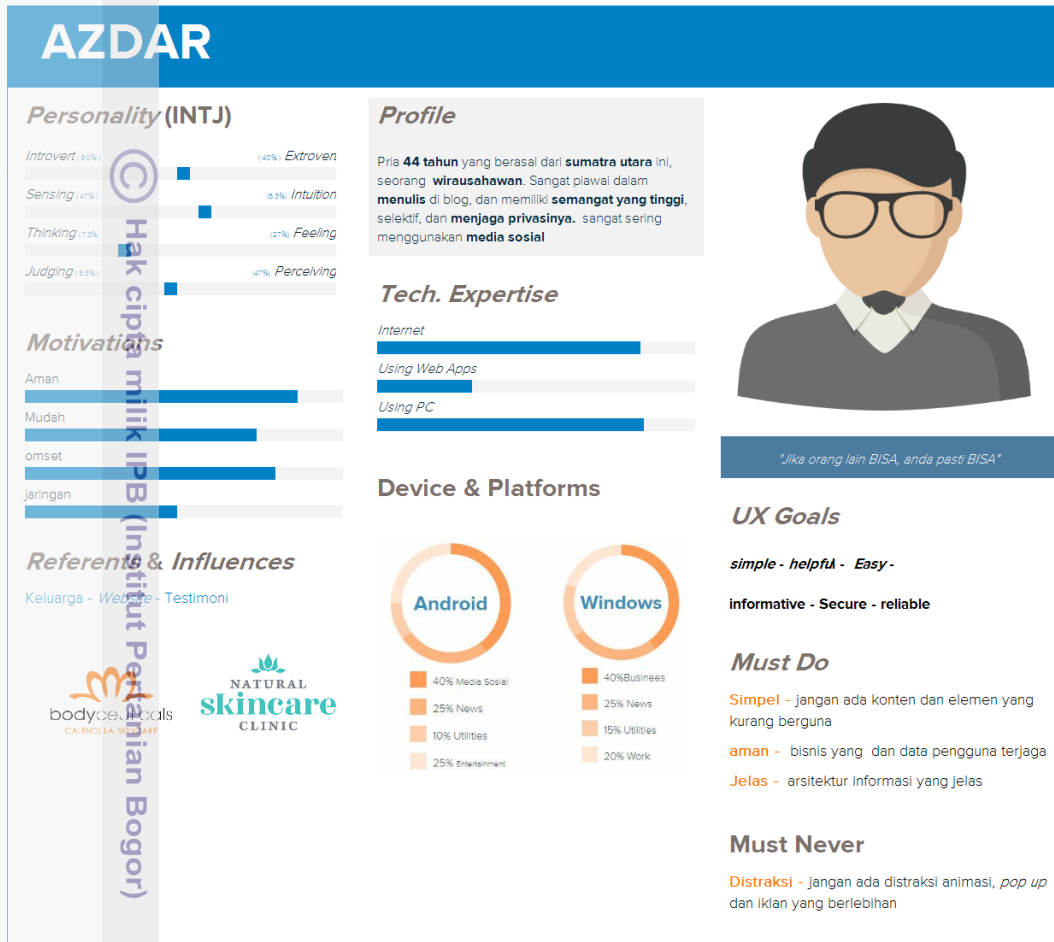 AZDAR
Personality (INTJ)
Introvert (60%) (40%) Extrovert
Sensing (47%) (53%) Intuition
Thinking (73% (27%) Feeling
Judging (53%) (47%) Perceiving
Motivations
Aman
Mudah
omset
jaringan
Referents & Influences
Keluarga - Website - Testimoni
bodyceuticals
CALENDULA SKINCARE
NATURAL
skincare
CLINIC
© Hak cipta milik IPB (Institut Pertanian Bogor)
Profile
Pria 44 tahun yang berasal dari sumatra utara ini,
seorang wirausahawan. Sangat piawai dalam
menulis di blog, dan memiliki semangat yang tinggi,
selektif, dan menjaga privasinya. sangat sering
menggunakan media sosial
Tech. Expertise
Internet
Using Web Apps
Using PC
Device & Platforms
Android
40% Media Sosial
25% News
10% Utilities
25% Entertainment
Windows
40%Businees
25% News
15% Utilities
20% Work
"Jika orang lain BISA, anda pasti BISA"
UX Goals
simple - helpful - Easy -
informative - Secure - reliable
Must Do
Simpel - jangan ada konten dan elemen yang
kurang berguna
aman - bisnis yang dan data pengguna terjaga
Jelas - arsitektur informasi yang jelas
Must Never
Distraksi - jangan ada distraksi animasi, pop up
dan iklan yang berlebihan